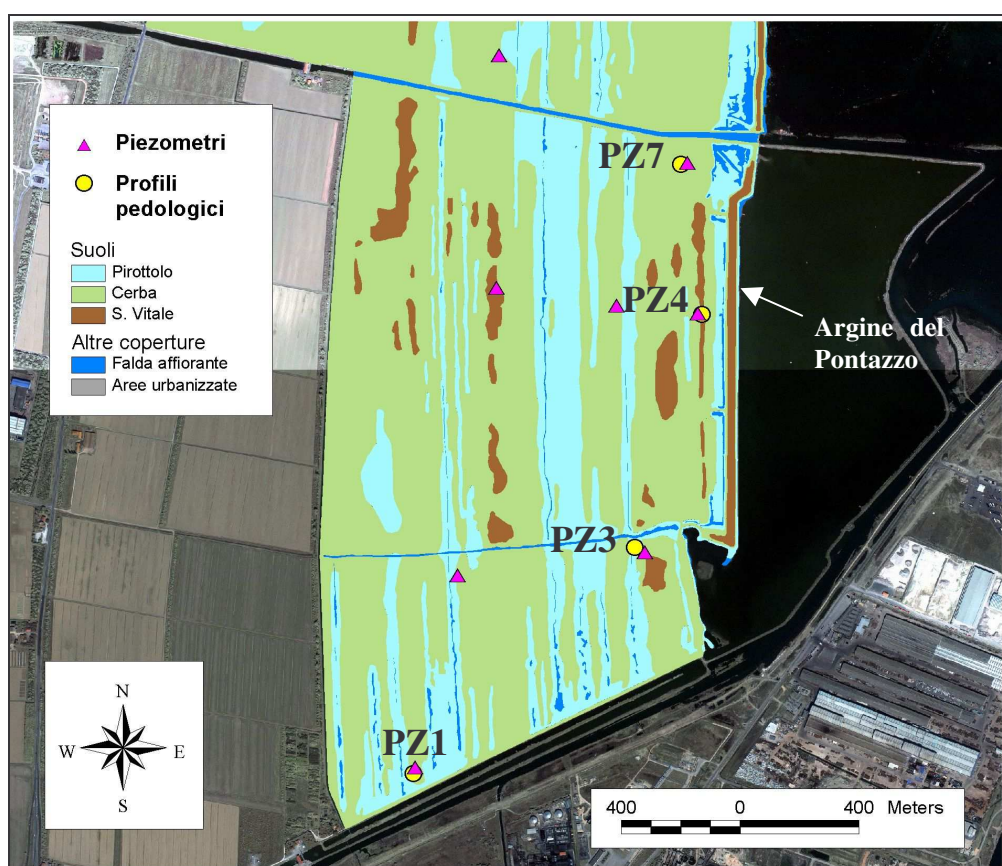 Piezometri
Profili
pedologici
Suoli
Pirottolo
Cerba
S. Vitale
Altre coperture
Falda affiorante
Aree urbanizzate
PZ7
PZ4
Argine del
Pontazzo
PZ3
PZ1
N
W E
S
400 0 400 Meters